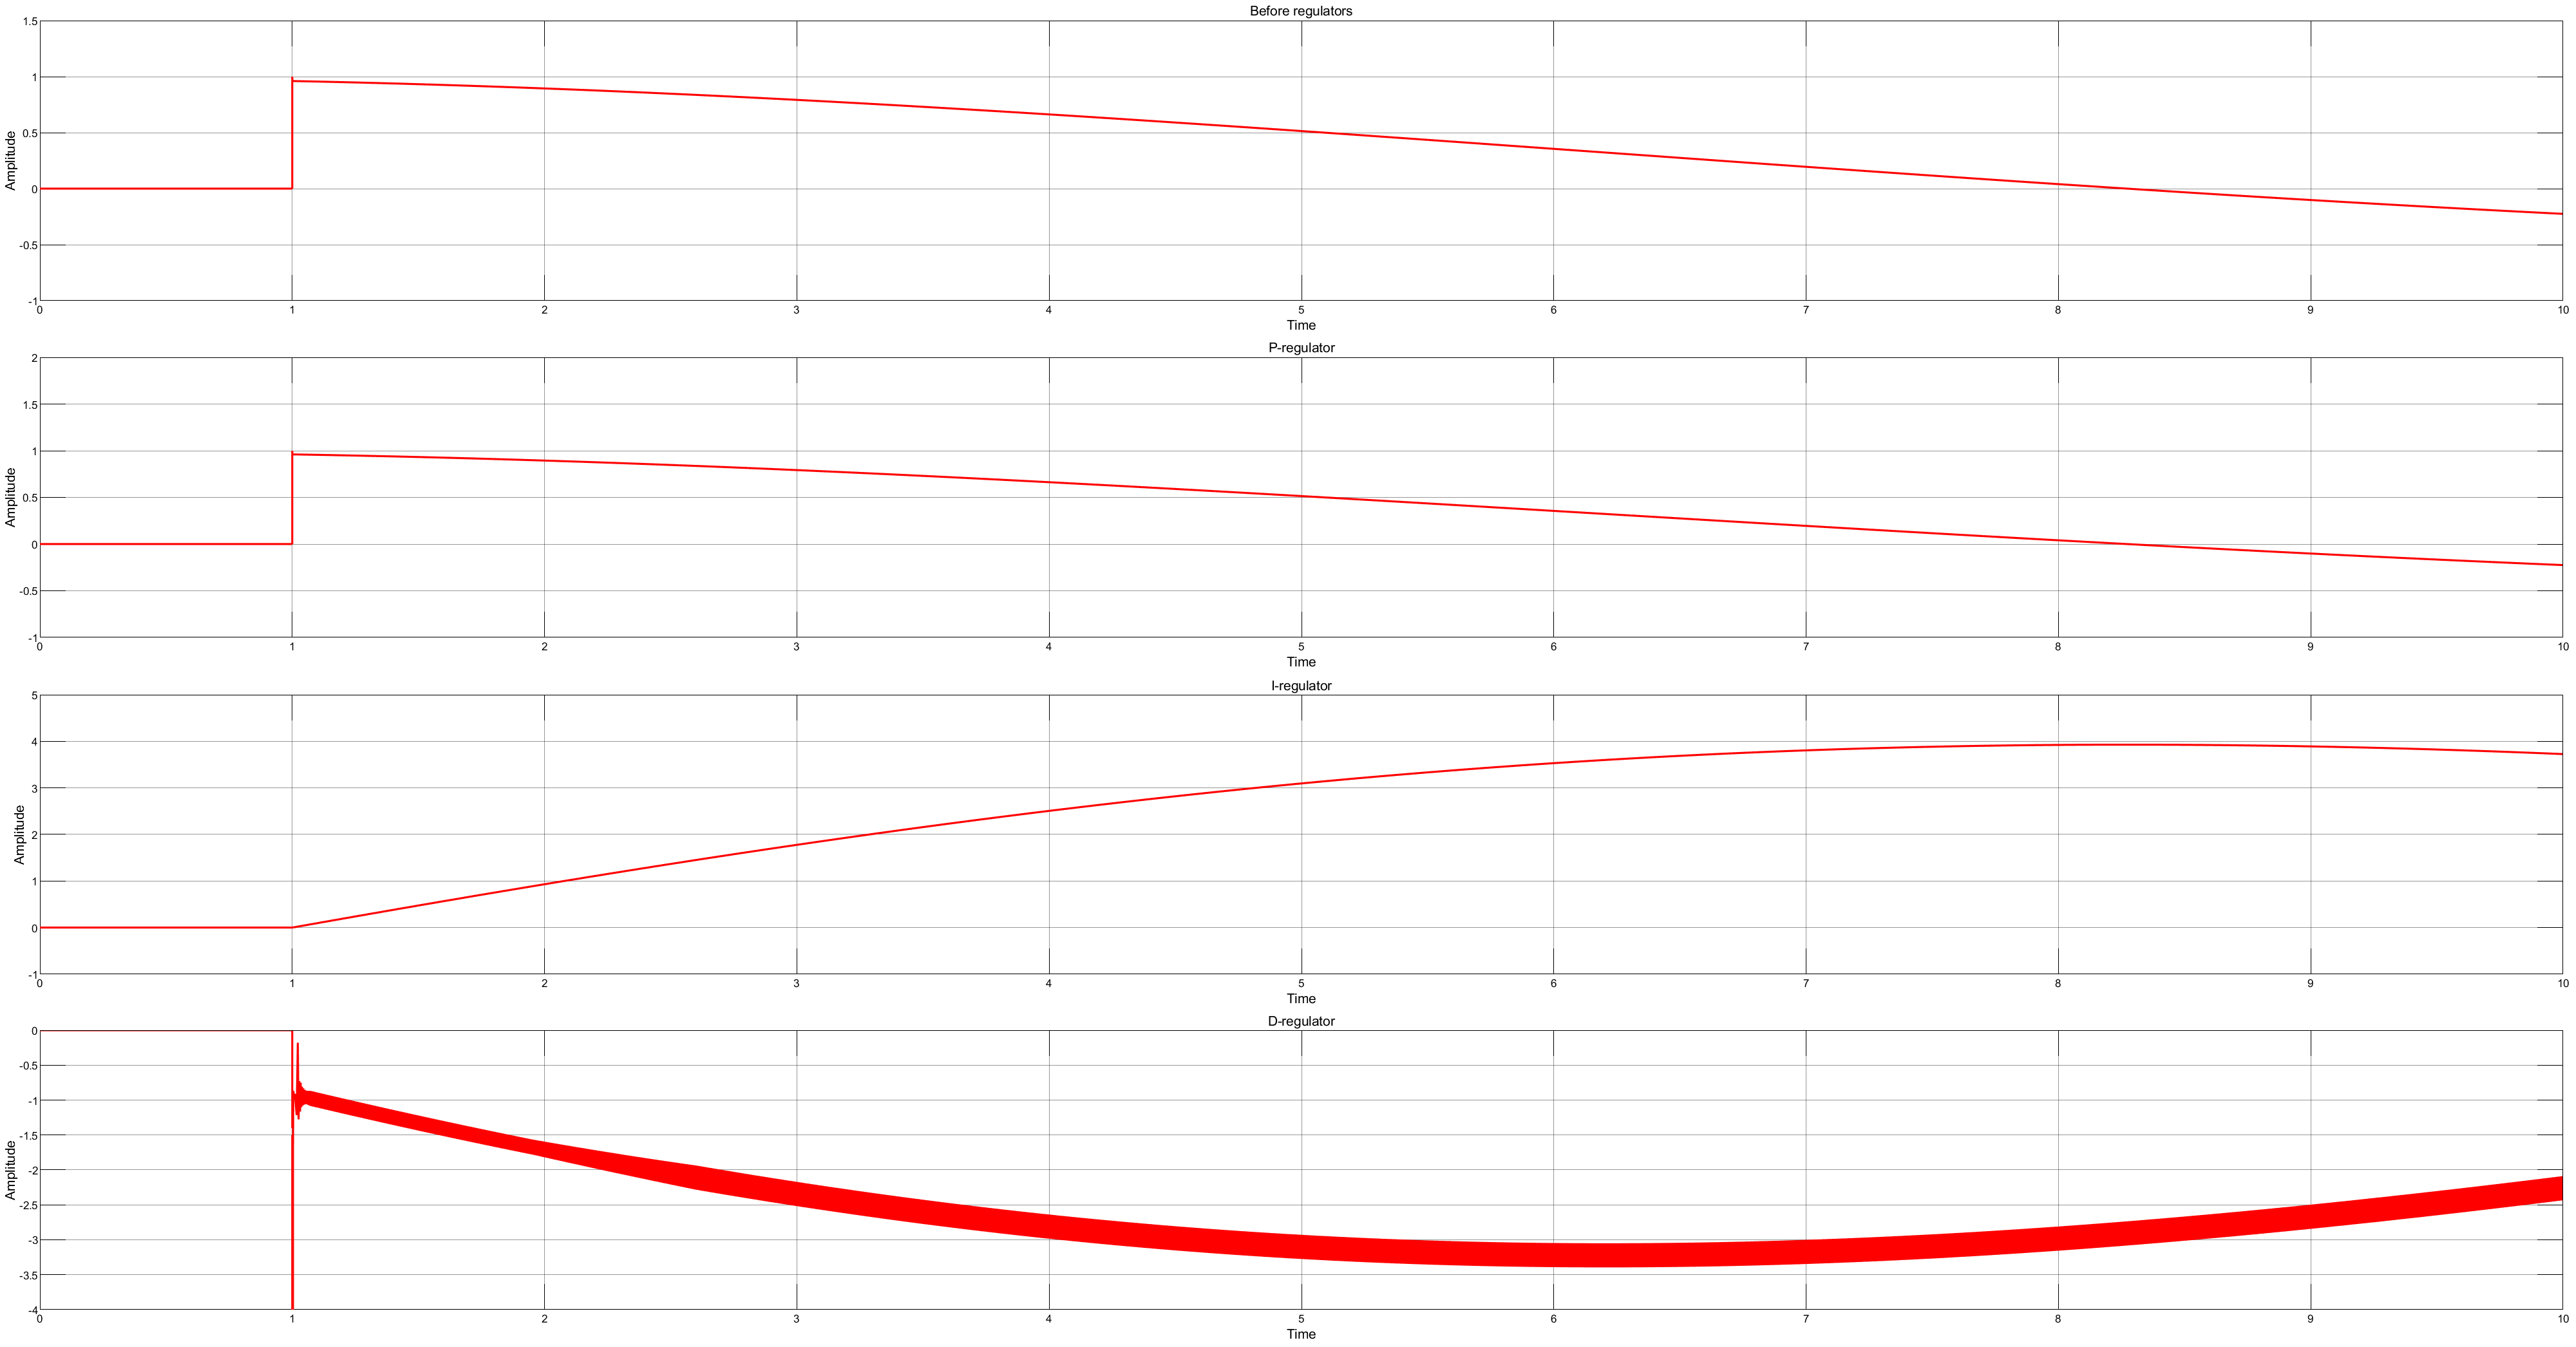 Before regulators
1.5
1
0.5
0
-0.5
-1
Amplitude
0 1 2 3 4 5 6 7 8 9 10
Time
P-regulator
2
1.5
1
0.5
0
-0.5
-1
Amplitude
0 1 2 3 4 5 6 7 8 9 10
Time
I-regulator
5
4
3
2
1
0
-1
Amplitude
0 1 2 3 4 5 6 7 8 9 10
Time
D-regulator
0
-0.5
-1
-1.5
-2
-2.5
-3
-3.5
-4
Amplitude
0 1 2 3 4 5 6 7 8 9 10
Time